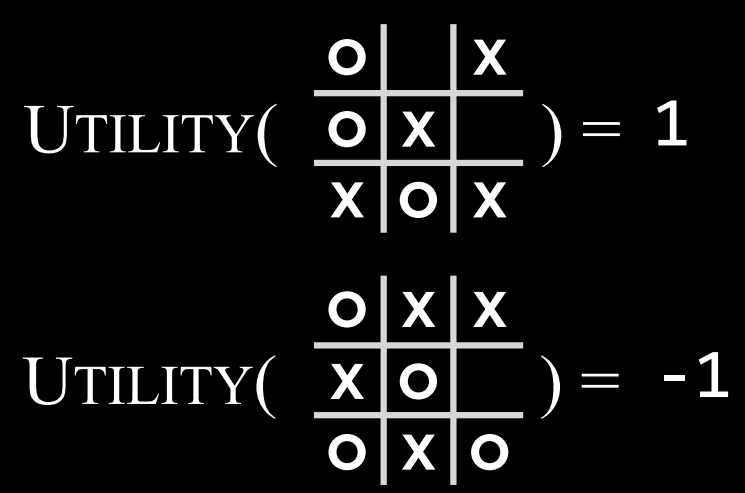 O X
UTILITY( O X ) = 1
X O X
O X X
UTILITY( X O ) = -1
O X O